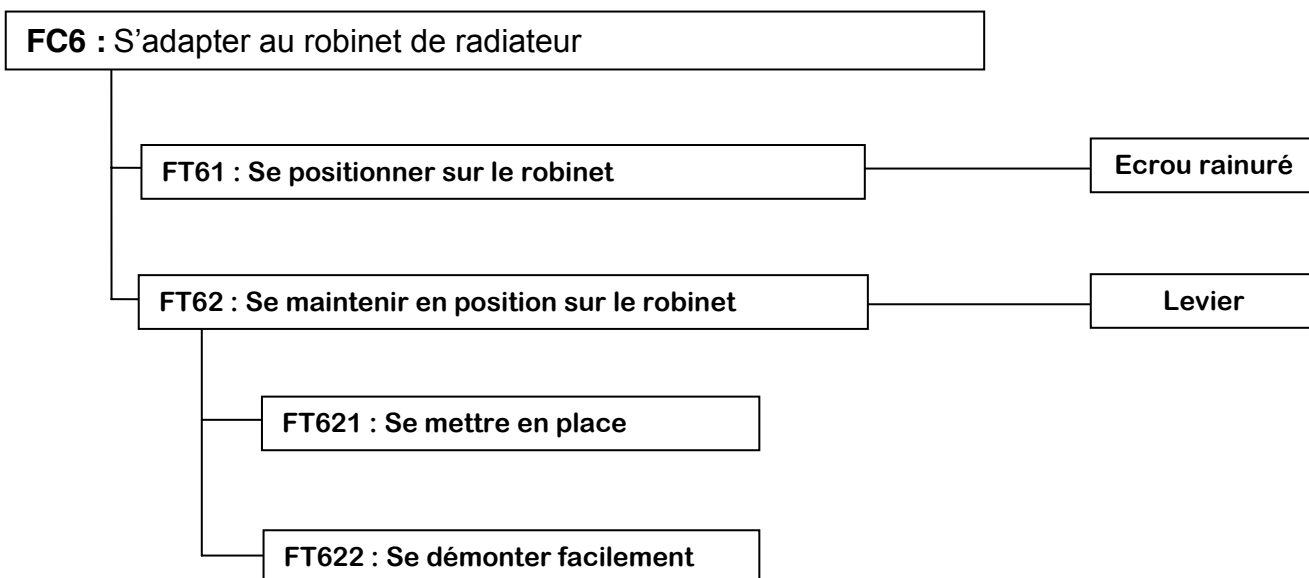 FC6 : S’adapter au robinet de radiateur
FT61 : Se positionner sur le robinet
Ecrou rainuré
FT62 : Se maintenir en position sur le robinet
Levier
FT621 : Se mettre en place
FT622 : Se démonter facilement